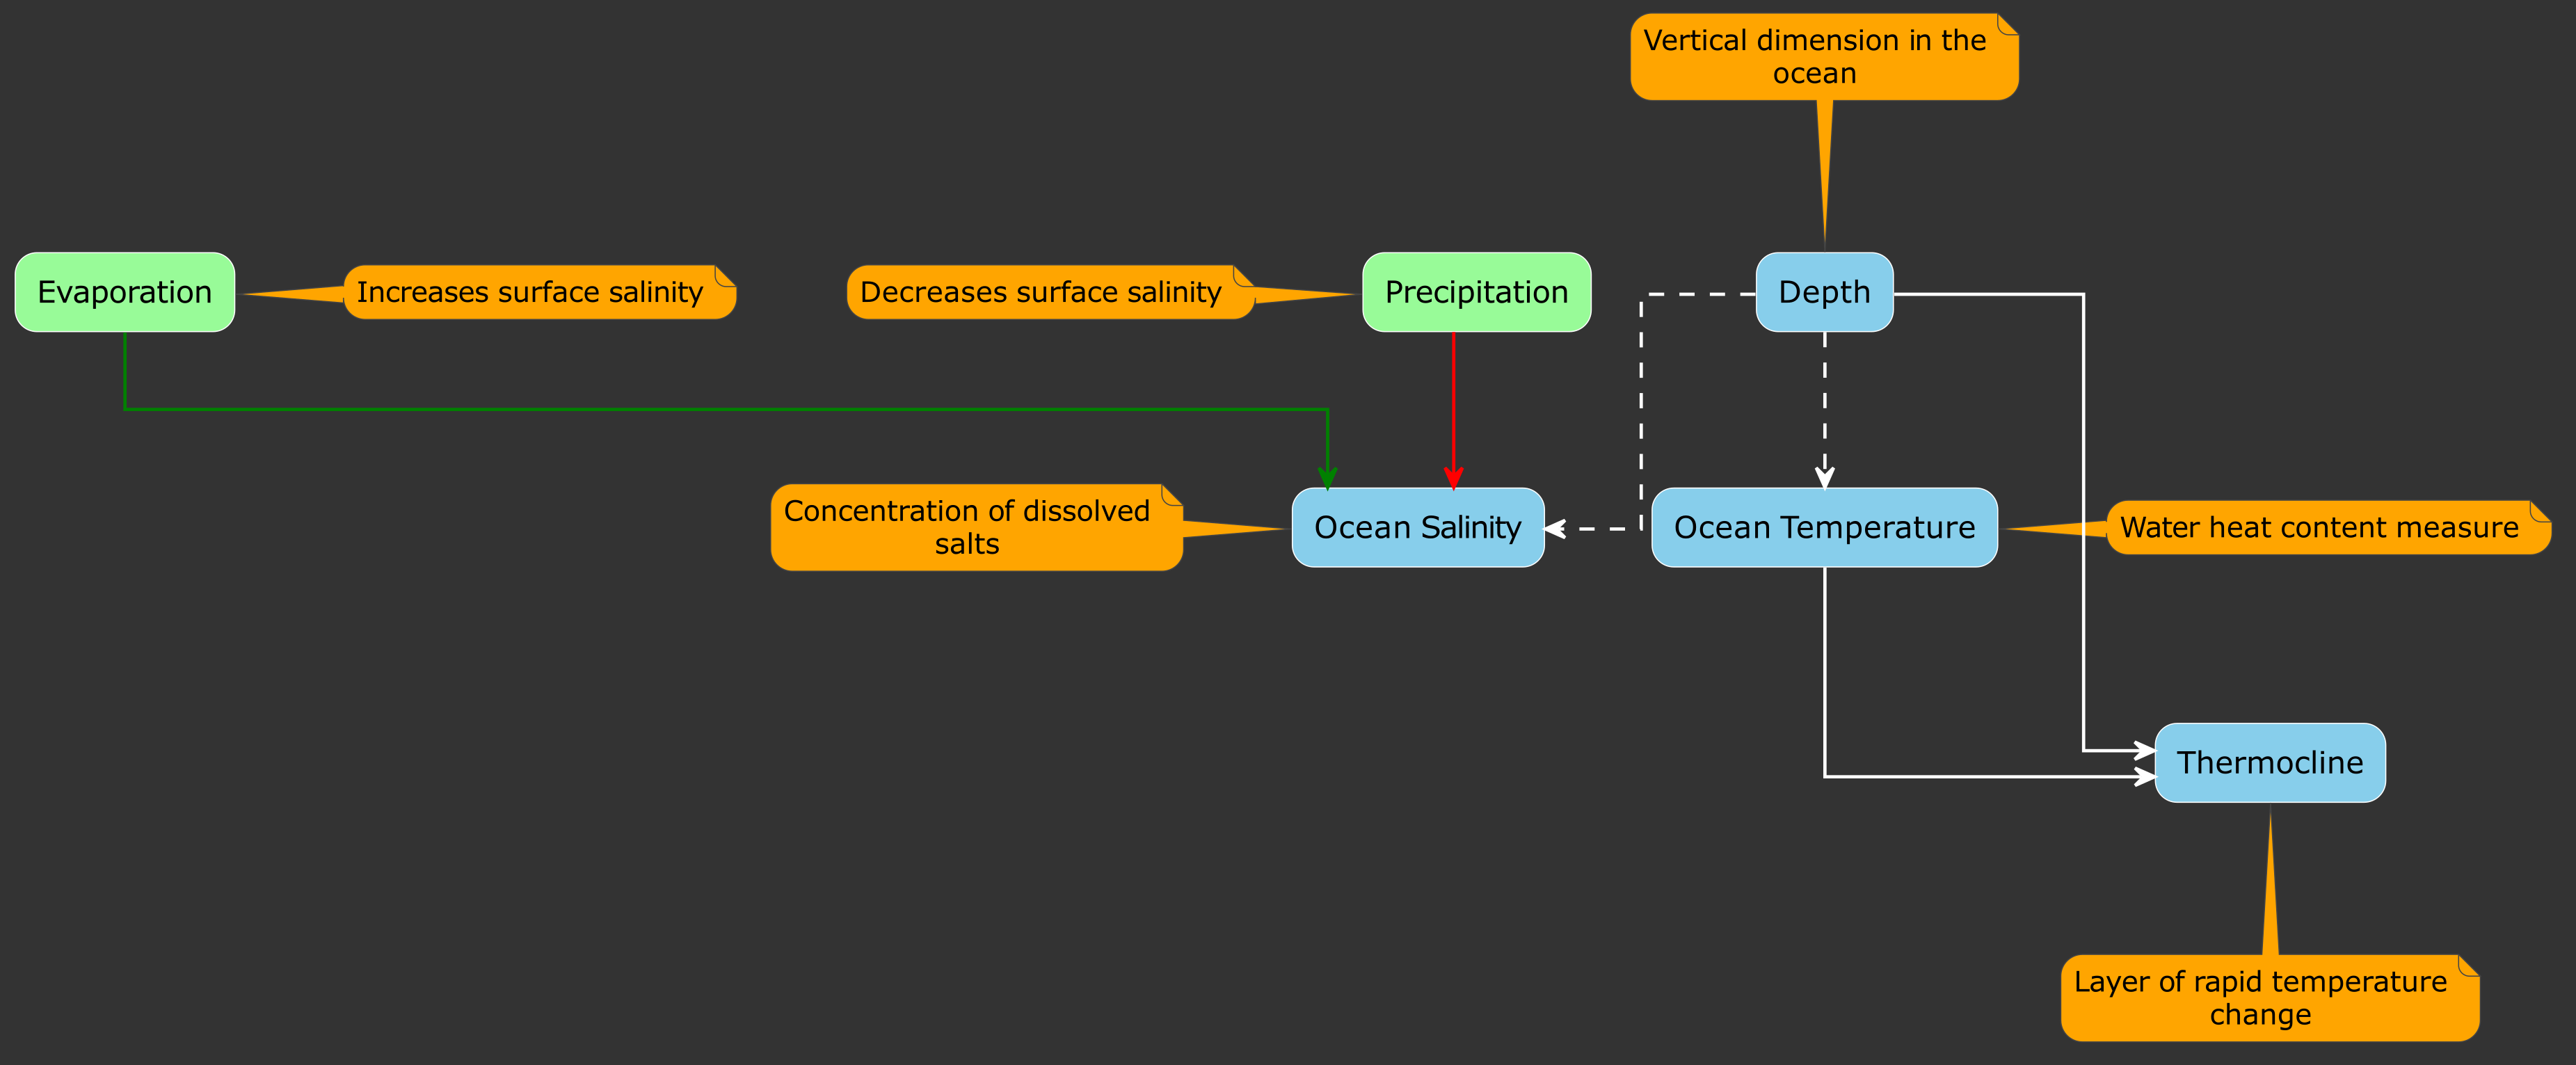 Vertical dimension in the
ocean
Evaporation
Increases surface salinity
Decreases surface salinity
Precipitation
Depth
Concentration of dissolved
salts
Ocean Salinity
Ocean Temperature
Water heat content measure
Thermocline
Layer of rapid temperature
change